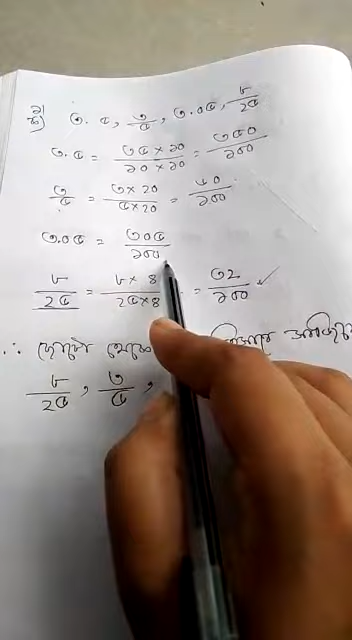 ৩.৫, ৩/৫, ৩.০৫, ৮/২৫
৩.৫ = ৩৫×১০/১০×১০ = ৩৫০/১০০
৩/৫ = ৩×২০/৫×২০ = ৬০/১০০
৩.০৫ = ৩০৫/১০০
৮/২৫ = ৮×৪/২৫×৪ = ৩২/১০০
∴
৮/২৫, ৩/৫,